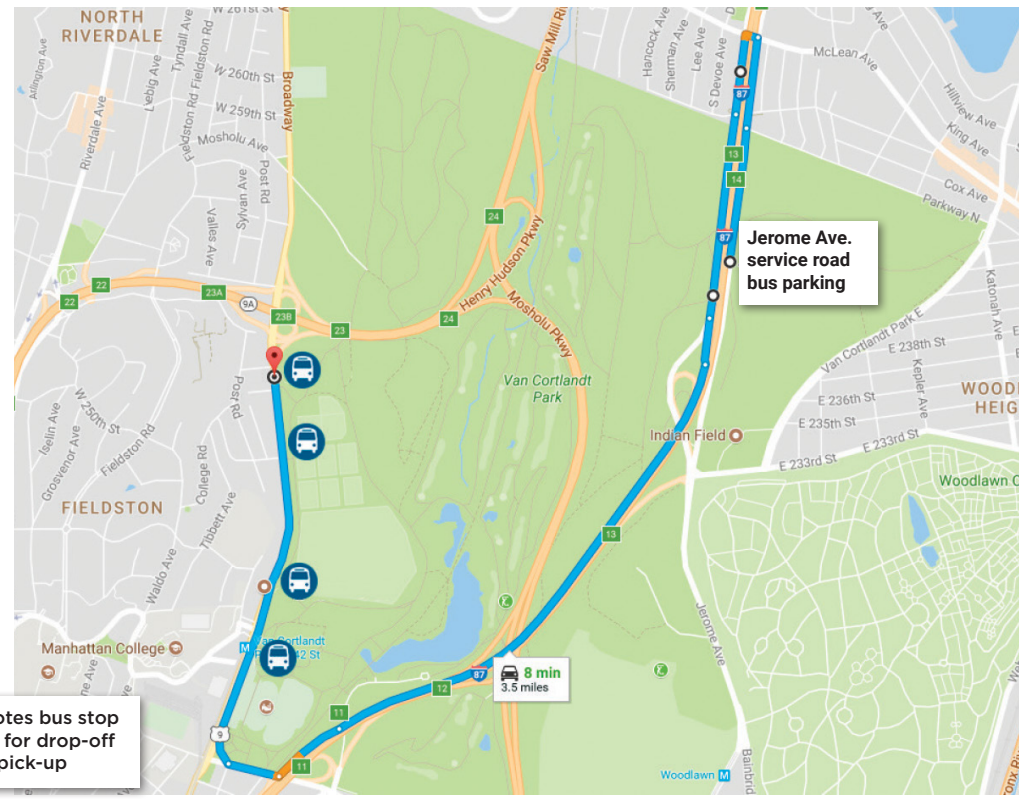 NORTH
RIVERDALE
W 261st St
Arlington Ave
Tyndall Ave
Liebig Ave
Fieldston Rd
W 260th St
W 259th St
Mosholu Ave
Riverdale Ave
Broadway
Post Rd
Sylvan Ave
Valles Ave
Saw Mill
Hancock Ave
Sherman Ave
Lee Ave
S Devoe Ave
McLean Ave
Hillview Ave
King Ave
Cox Ave
Parkway N
Katonah Ave
87
13
14
87
Jerome Ave.
service road
bus parking
22
22
23A
9A
23B
23
24
24
Henry Hudson Pkwy
Mosholu Pkwy
Van Cortlandt
Park
Van Cortlandt Park E
E 238th St
E 236th St
E 235th St
E 233rd St
E 233rd St
Kepler Ave
Indian Field
Post Rd
W 250th St
Iselin Ave
Grosvenor Ave
Fieldston Rd
College Rd
FIELDSTON
Tibbett Ave
Waldo Ave
Manhattan College
M
Van Cortlandt
42 St
13
Jerome Ave
Woodlawn
87
8 min
3.5 miles
12
11
11
9
bus stop
for drop-off
pick-up
Woodlawn M